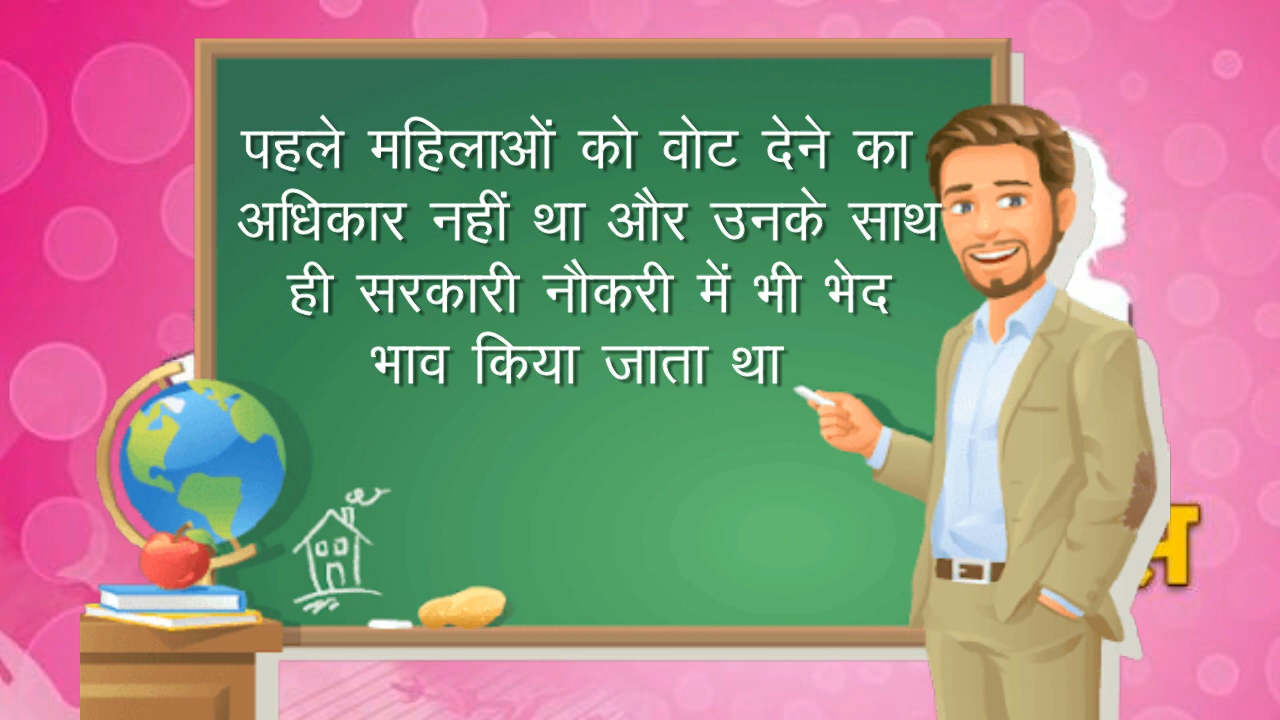 पहले महिलाओं को वोट देने का
अधिकार नहीं था और उनके साथ
ही सरकारी नौकरी में भी भेद
भाव किया जाता था